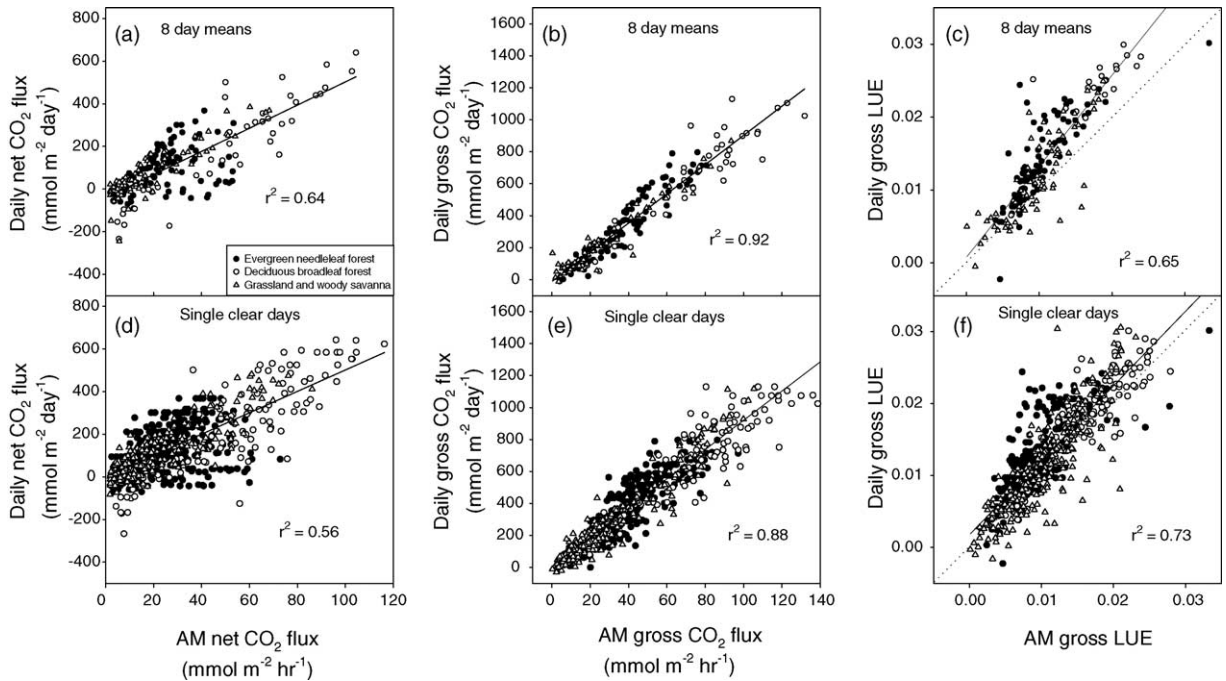 (a)
8 day means
800
600
400
200
0
-200
-400
Daily net CO2 flux
(mmol m-2 day-1)
r2 = 0.64
Evergreen needleleaf forest
Deciduous broadleaf forest
Grassland and woody savanna
(b)
8 day means
1600
1400
1200
1000
800
600
400
200
0
Daily gross CO2 flux
(mmol m-2 day-1)
r2 = 0.92
(c)
8 day means
0.03
0.02
0.01
0.00
Daily gross LUE
r2 = 0.65
(d)
Single clear days
800
600
400
200
0
-200
-400
Daily net CO2 flux
(mmol m-2 day-1)
r2 = 0.56
0 20 40 60 80 100 120
AM net CO2 flux
(mmol m-2 hr-1)
(e)
Single clear days
1600
1400
1200
1000
800
600
400
200
0
Daily gross CO2 flux
(mmol m-2 day-1)
r2 = 0.88
0 20 40 60 80 100 120 140
AM gross CO2 flux
(mmol m-2 hr-1)
(f)
Single clear days
0.03
0.02
0.01
0.00
Daily gross LUE
r2 = 0.73
0.00 0.01 0.02 0.03
AM gross LUE